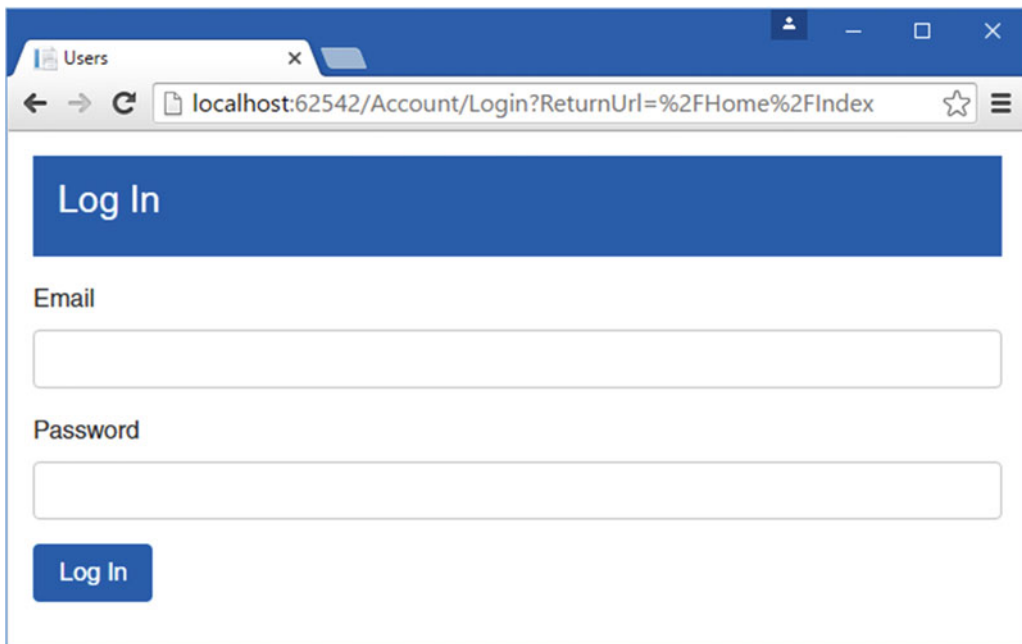 Users
localhost:62542/Account/Login?ReturnUrl=%2FHome%2FIndex
Log In
Email
Password
Log In